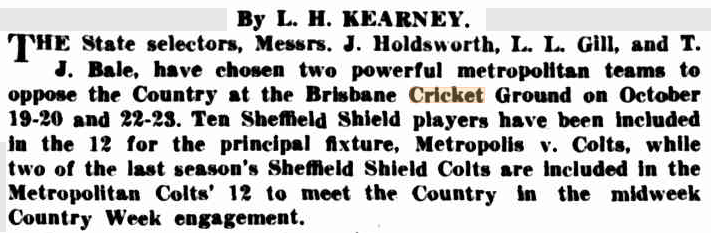 By L. H. KEARNEY.
THE State selectors, Messrs. J. Holdsworth, L. L. Gill, and T.
J. Bale, have chosen two powerful metropolitan teams to
oppose the Country at the Brisbane Cricket Ground on October
19-20 and 22-23. Ten Sheffield Shield players have been included
in the 12 for the principal fixture, Metropolis v. Colts, while
two of the last season's Sheffield Shield Colts are included in the
Metropolitan Colts' 12 to meet the Country in the midweek
Country Week engagement.